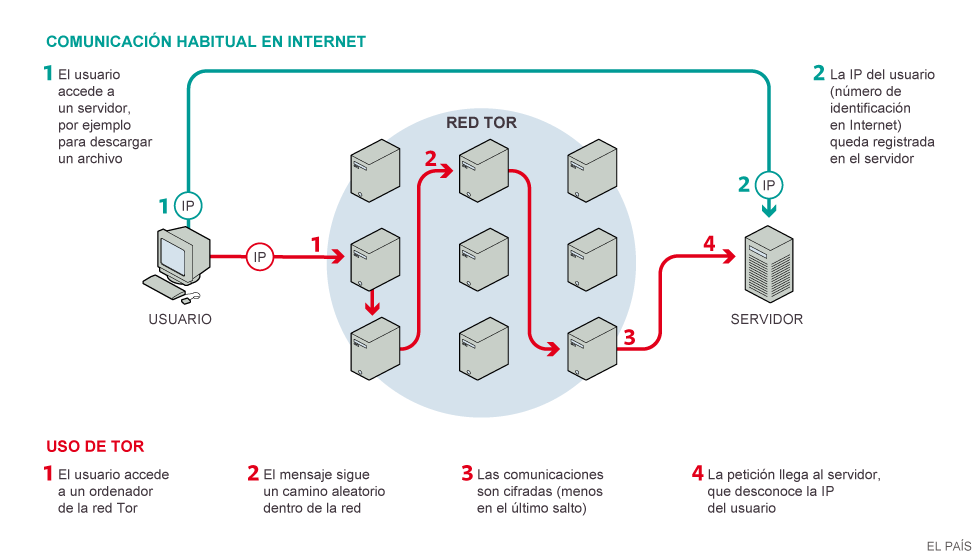 COMUNICACIÓN HABITUAL EN INTERNET
1 El usuario
accede a
un servidor,
por ejemplo
para descargar
un archivo
2 La IP del usuario
(número de
identificación
en Internet)
queda registrada
en el servidor
RED TOR
2
1 IP
2 IP
IP
1
4
USUARIO
SERVIDOR
3
USO DE TOR
1 El usuario accede
a un ordenador
de la red Tor
2 El mensaje sigue
un camino aleatorio
dentro de la red
3 Las comunicaciones
son cifradas (menos
en el último salto)
4 La petición llega al servidor,
que desconoce la IP
del usuario
EL PAÍS